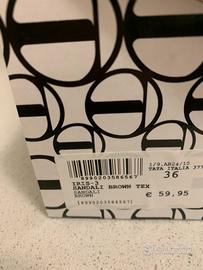 1/9.AB24/10
TATA ITALIA
36
8990203586567
IRIS-3
SANDALI BROWN TEX
SANDALI
BROWN
€ 59,95
[8990203586567]